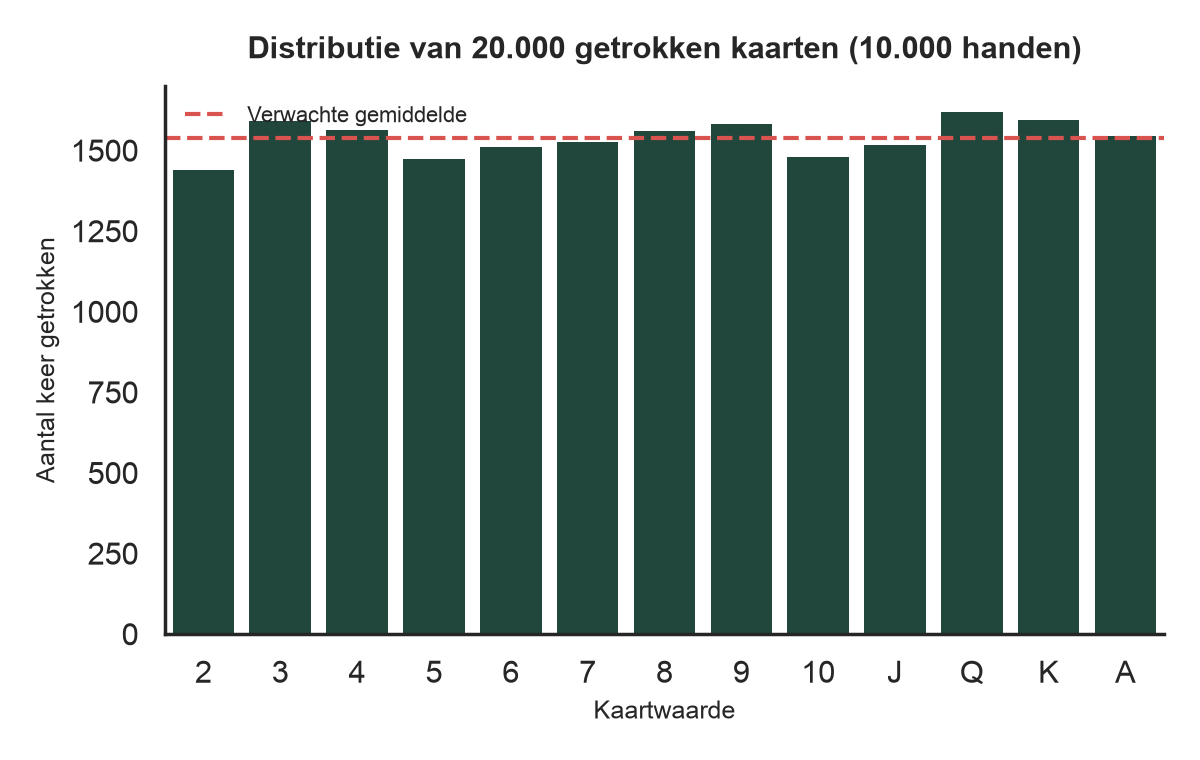 Distributie van 20.000 getrokken kaarten (10.000 handen)
Verwachte gemiddelde
1500
1250
1000
750
500
250
0
Aantal keer getrokken
2 3 4 5 6 7 8 9 10 J Q K A
Kaartwaarde